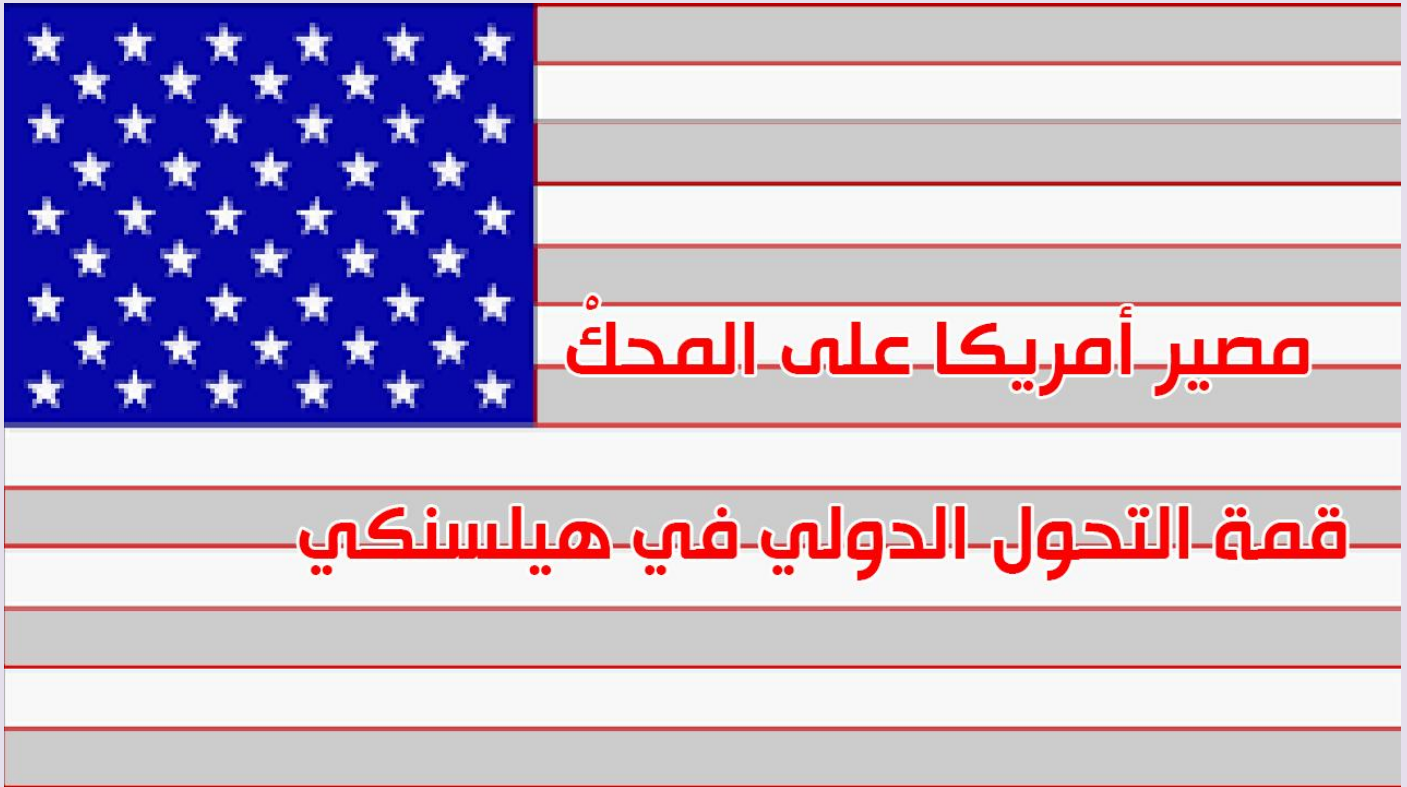 مصير أمريكا على المحكْ
قمة التحول الدولي في هيلسنكي